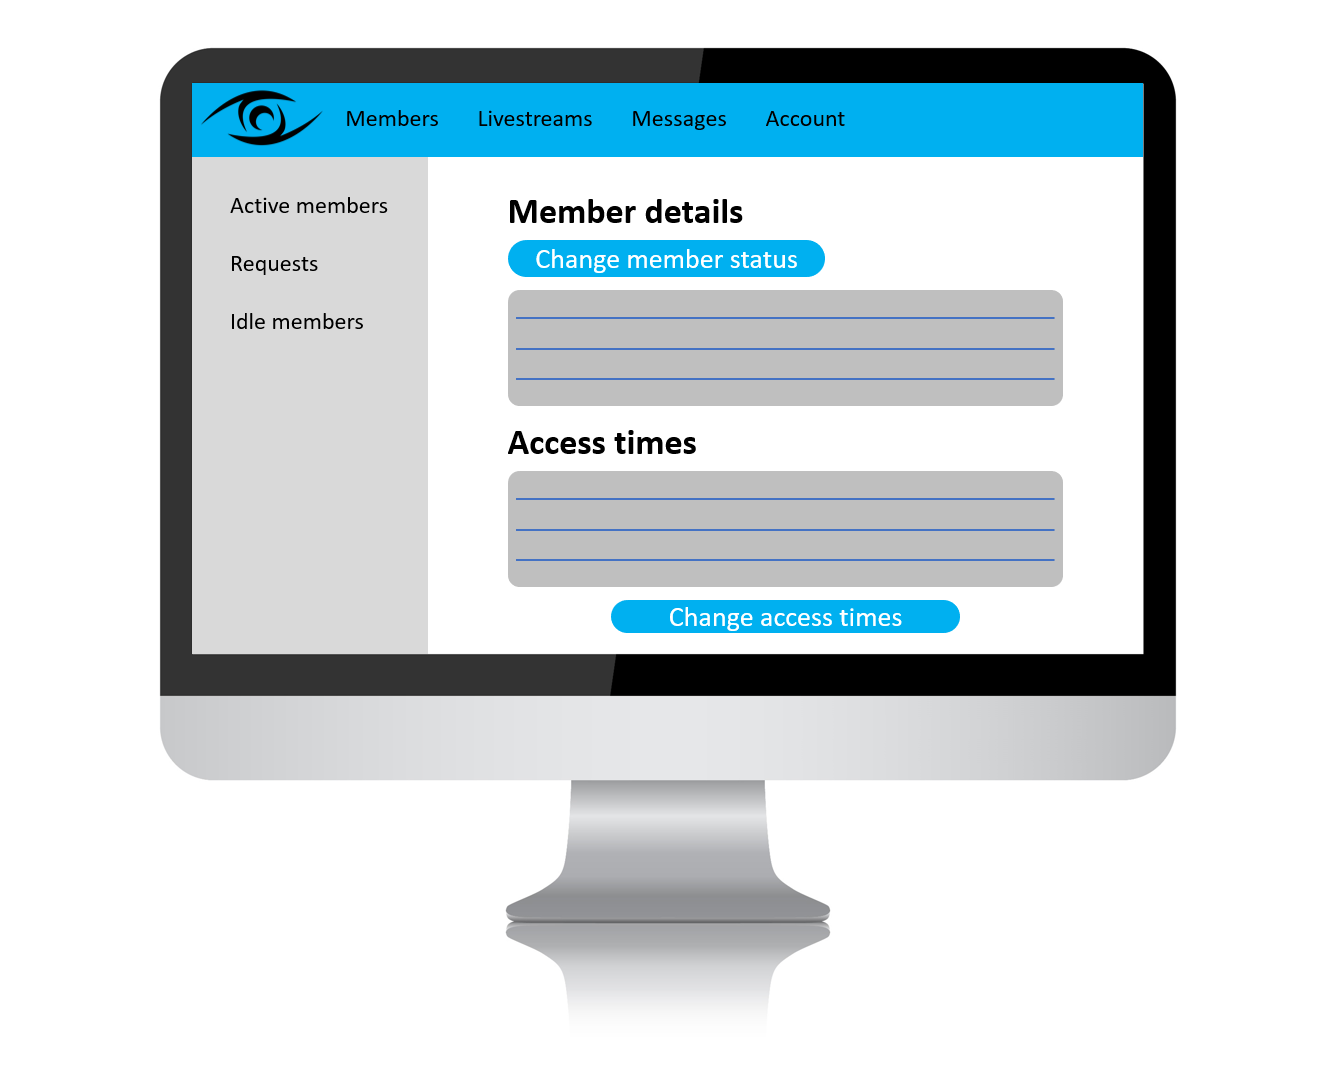 Members Livestreams Messages Account
Active members
Requests
Idle members
Member details
Change member status
Access times
Change access times